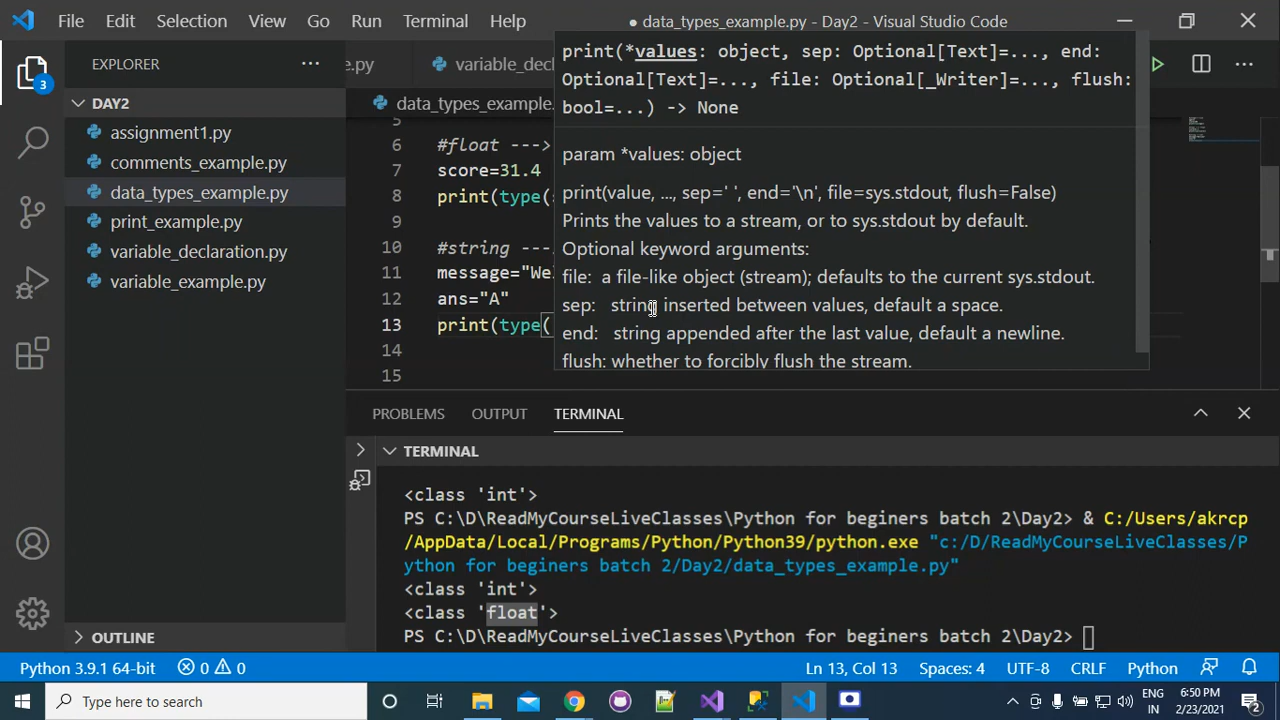 File Edit Selection View Go Run Terminal Help
● data_types_example.py - Day2 - Visual Studio Code
EXPLORER
DAY2
assignment1.py
comments_example.py
data_types_example.py
print_example.py
variable_declaration.py
file_example.py
OUTLINE
e.py
variable_decl
data_types_example.
5
6 #float --->
7 score=31.4
8 print(type(s
9
10 #string ---
11 message="Wel
12 ans="A"
13 print(type(
14
15
print(*values: object, sep: Optional[Text]=..., end:
Optional[Text]=..., file: Optional[_Writer]=..., flush:
bool=...) -> None
param *values: object
print(value, ..., sep=' ', end='\n', file=sys.stdout, flush=False)
Prints the values to a stream, or to sys.stdout by default.
Optional keyword arguments:
file: a file-like object (stream); defaults to the current sys.stdout.
sep: string inserted between values, default a space.
end: string appended after the last value, default a newline.
flush: whether to forcibly flush the stream.
PROBLEMS OUTPUT TERMINAL
TERMINAL
<class 'int'>
PS C:\D\ReadMyCourseLiveClasses\Python for beginers batch 2\Day2> & C:/Users/akrcp
/AppData/Local/Programs/Python/Python39/python.exe "c:/D/ReadMyCourseLiveClasses/P
ython for beginers batch 2/Day2/data_types_example.py"
<class 'int'>
<class 'float'>
PS C:\D\ReadMyCourseLiveClasses\Python for beginers batch 2\Day2>
Python 3.9.1 64-bit 0 0 Ln 13, Col 13 Spaces: 4 UTF-8 CRLF Python
3
Type here to search
ENG
IN
6:50 PM
2/23/2021
2